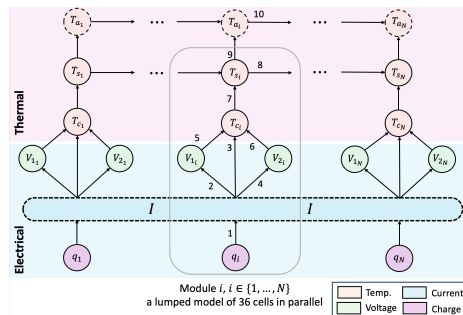 10
T_{a_1} ... T_{a_i} ... T_{a_N}
9
T_{s_1} ... T_{s_i} 8 ... T_{s_N}
7
Thermal
T_{c_1} T_{c_i} T_{c_N}
5 3 6
V_{1_1} V_{2_1} V_{1_i} V_{2_i} V_{1_N} V_{2_N}
2 4
I I
Electrical
1
q_1 q_i q_N
Module i, i ∈ {1, ..., N}
a lumped model of 36 cells in parallel
Temp. Current
Voltage Charge